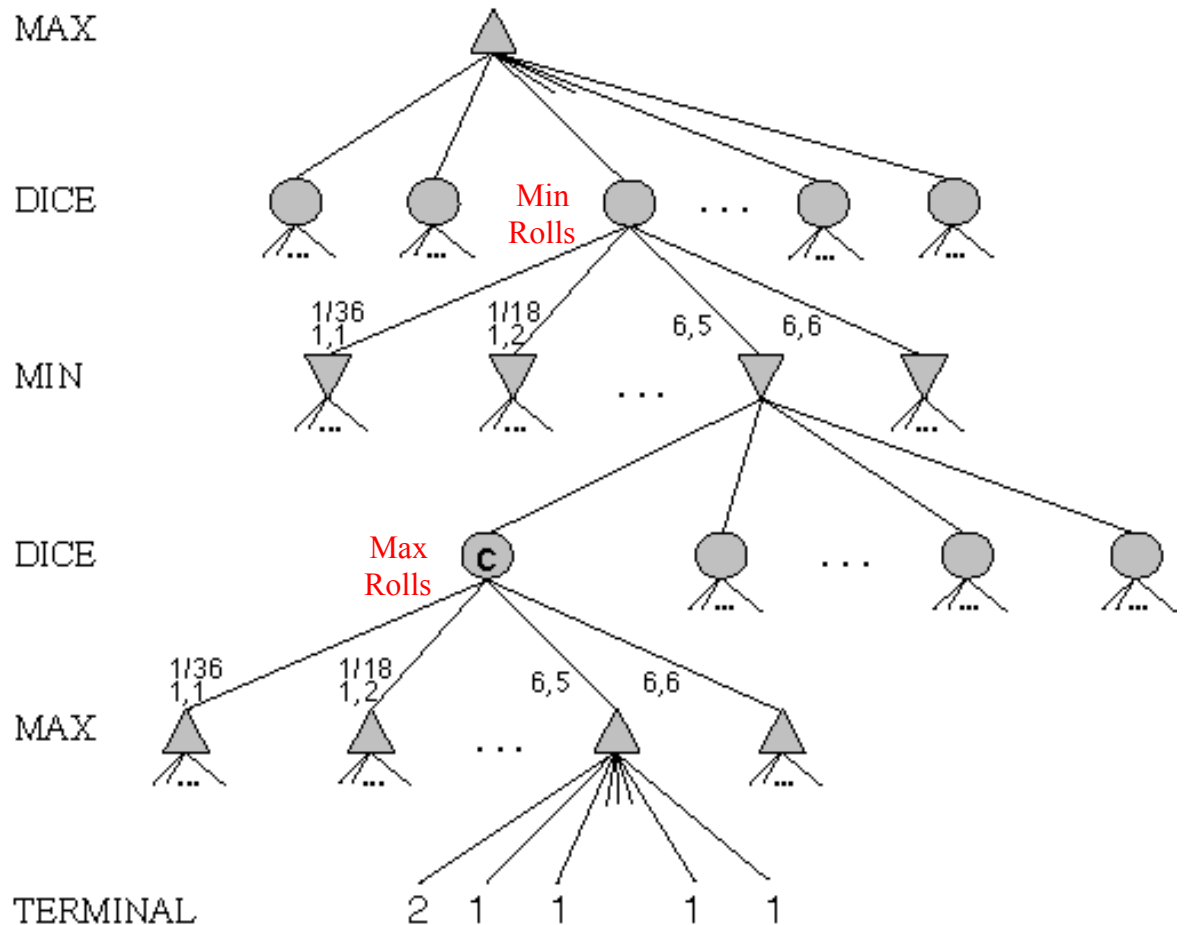 MAX
DICE
Min
Rolls
. . .
... ... ... ...
1/36
1,1
1/18
1,2
6,5
6,6
MIN
. . .
... ... ...
DICE
Max
Rolls
C
. . .
... ... ...
1/36
1,1
1/18
1,2
6,5
6,6
MAX
. . .
... ... ...
TERMINAL
2 1 1 1 1